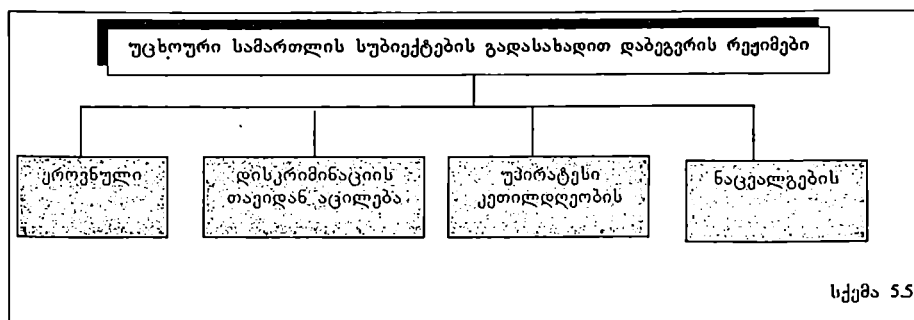 უცხოური სამართლის სუბიექტების გადასახადით დაბეგვრის რეჟიმები
ეროვნული
დისკრიმინაციის
თავიდან აცილება
უპირატესი
კეთილდღეობის
ნაცვალგების
სქემა 5.5